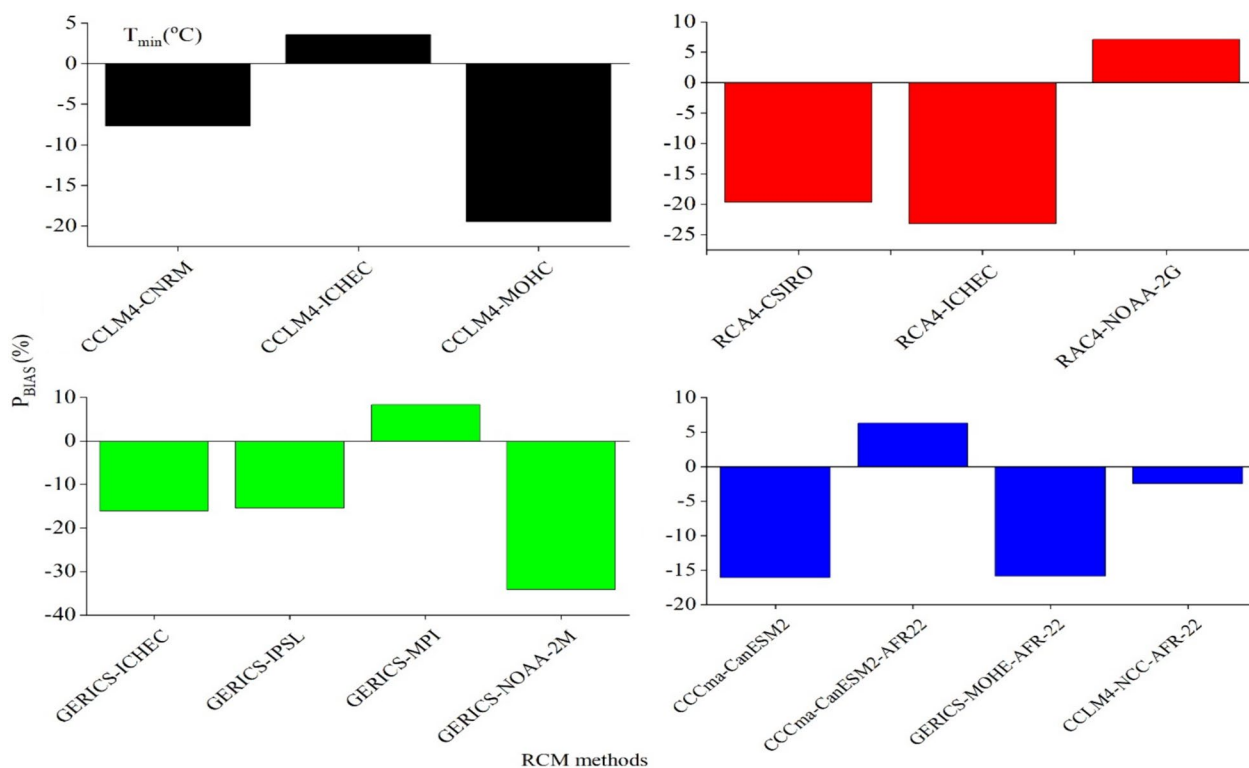 T_min(°C)
5
0
-5
-10
-15
-20
CCLM4-CNRM
CCLM4-ICHEC
CCLM4-MOHC
10
5
0
-5
-10
-15
-20
-25
RCA4-CSIRO
RCA4-ICHEC
RAC4-NOAA-2G
P_BIAS(%)
10
0
-10
-20
-30
-40
GERICS-ICHEC
GERICS-IPSL
GERICS-MPI
GERICS-NOAA-2M
10
5
0
-5
-10
-15
-20
CCCma-CanESM2
CCCma-CanESM2-AFR22
GERICS-MOHE-AFR-22
CCLM4-NCC-AFR-22
RCM methods